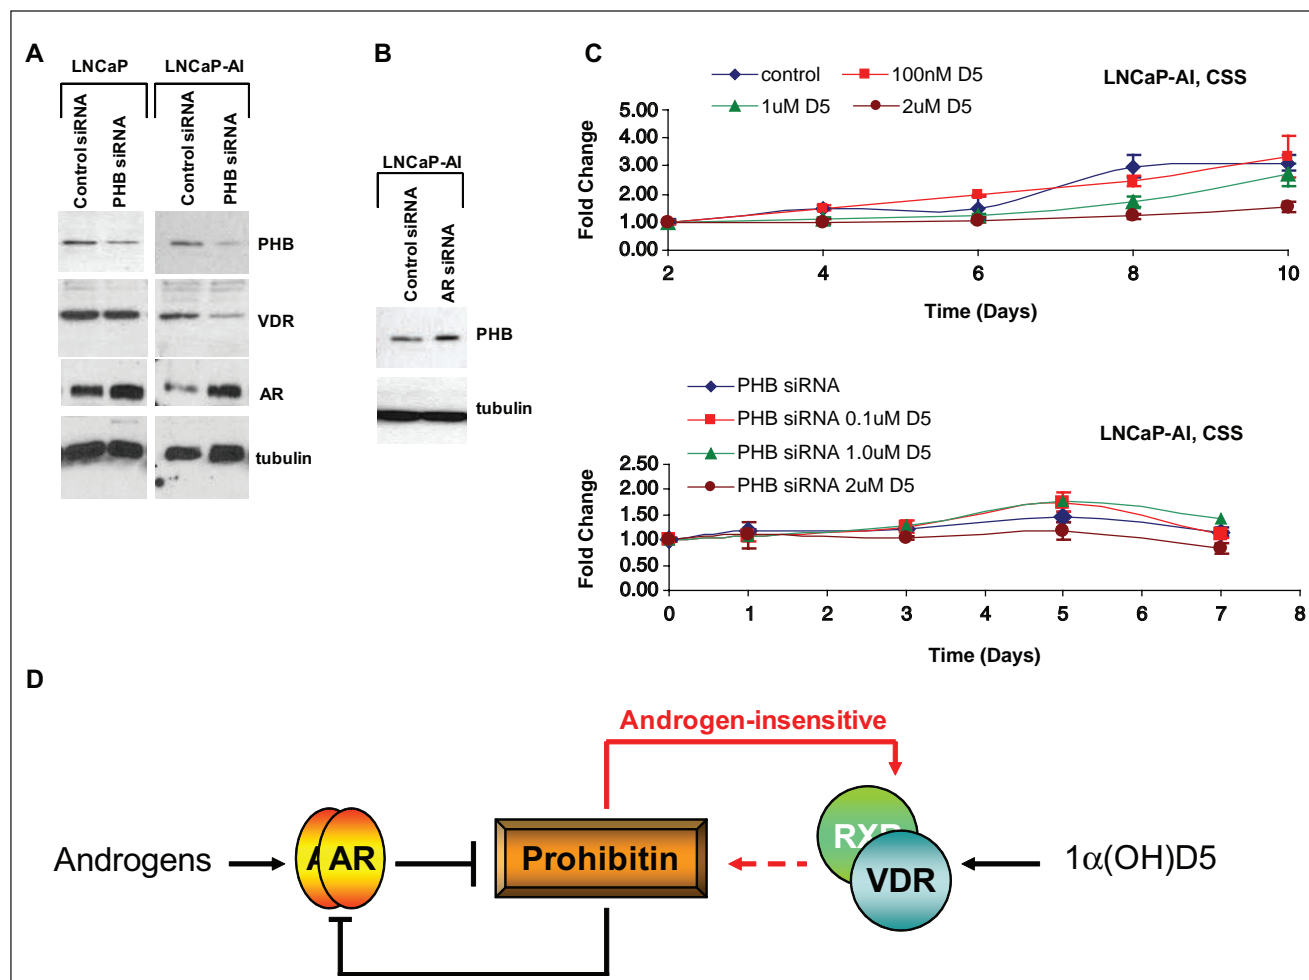 A
LNCaP
LNCaP-AI
Control siRNA
PHB siRNA
Control siRNA
PHB siRNA
PHB
VDR
AR
tubulin
B
LNCaP-AI
Control siRNA
AR siRNA
PHB
tubulin
C
control
100nM D5
1uM D5
2uM D5
LNCaP-AI, CSS
Fold Change
5.00
4.00
3.00
2.00
1.00
0.00
2 4 6 8 10
Time (Days)
PHB siRNA
PHB siRNA 0.1uM D5
PHB siRNA 1.0uM D5
PHB siRNA 2uM D5
LNCaP-AI, CSS
Fold Change
2.50
2.00
1.50
1.00
0.50
0.00
0 1 2 3 4 5 6 7 8
Time (Days)
D
Androgen-insensitive
Androgens
AR
Prohibitin
VDR
1α(OH)D5